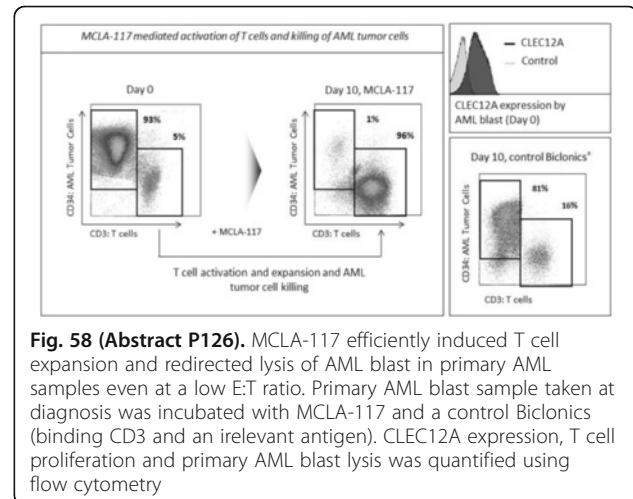 MCLA-117 mediated activation of T cells and killing of AML tumor cells
Day 0
93%
5%
CD34: AML Tumor Cells
CD3: T cells
+ MCLA-117
Day 10, MCLA-117
1%
96%
CD34: AML Tumor Cells
CD3: T cells
T cell activation and expansion and AML
tumor cell killing
CLEC12A
Control
CLEC12A expression by
AML blast (Day 0)
Day 10, control Biclonics®
81%
16%
CD34: AML Tumor Cells
CD3: T cells
Fig. 58 (Abstract P126). MCLA-117 efficiently induced T cell
expansion and redirected lysis of AML blast in primary AML
samples even at a low E:T ratio. Primary AML blast sample taken at
diagnosis was incubated with MCLA-117 and a control Biclonics
(binding CD3 and an irelevant antigen). CLEC12A expression, T cell
proliferation and primary AML blast lysis was quantified using
flow cytometry